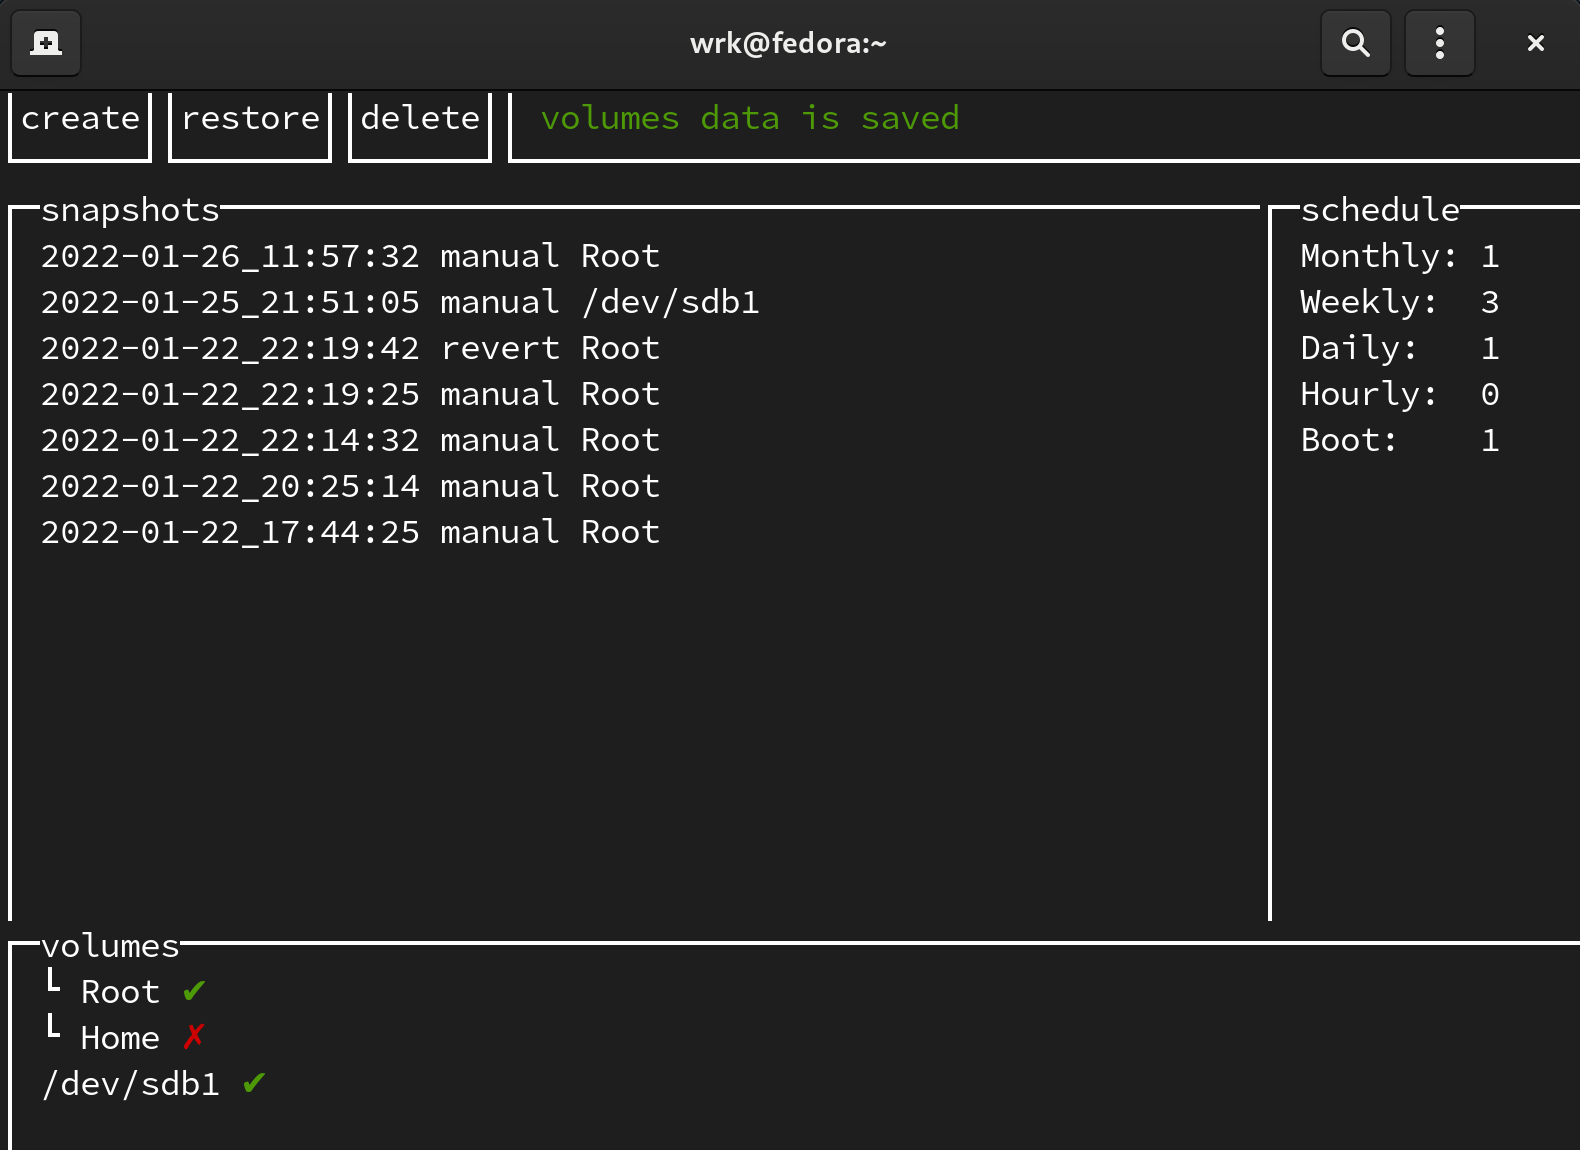 wrk@fedora:~
create restore delete volumes data is saved
snapshots
2022-01-26_11:57:32 manual Root
2022-01-25_21:51:05 manual /dev/sdb1
2022-01-22_22:19:42 revert Root
2022-01-22_22:19:25 manual Root
2022-01-22_22:14:32 manual Root
2022-01-22_20:25:14 manual Root
2022-01-22_17:44:25 manual Root
schedule
Monthly: 1
Weekly: 3
Daily: 1
Hourly: 0
Boot: 1
volumes
└ Root ✔
└ Home ✗
/dev/sdb1 ✔